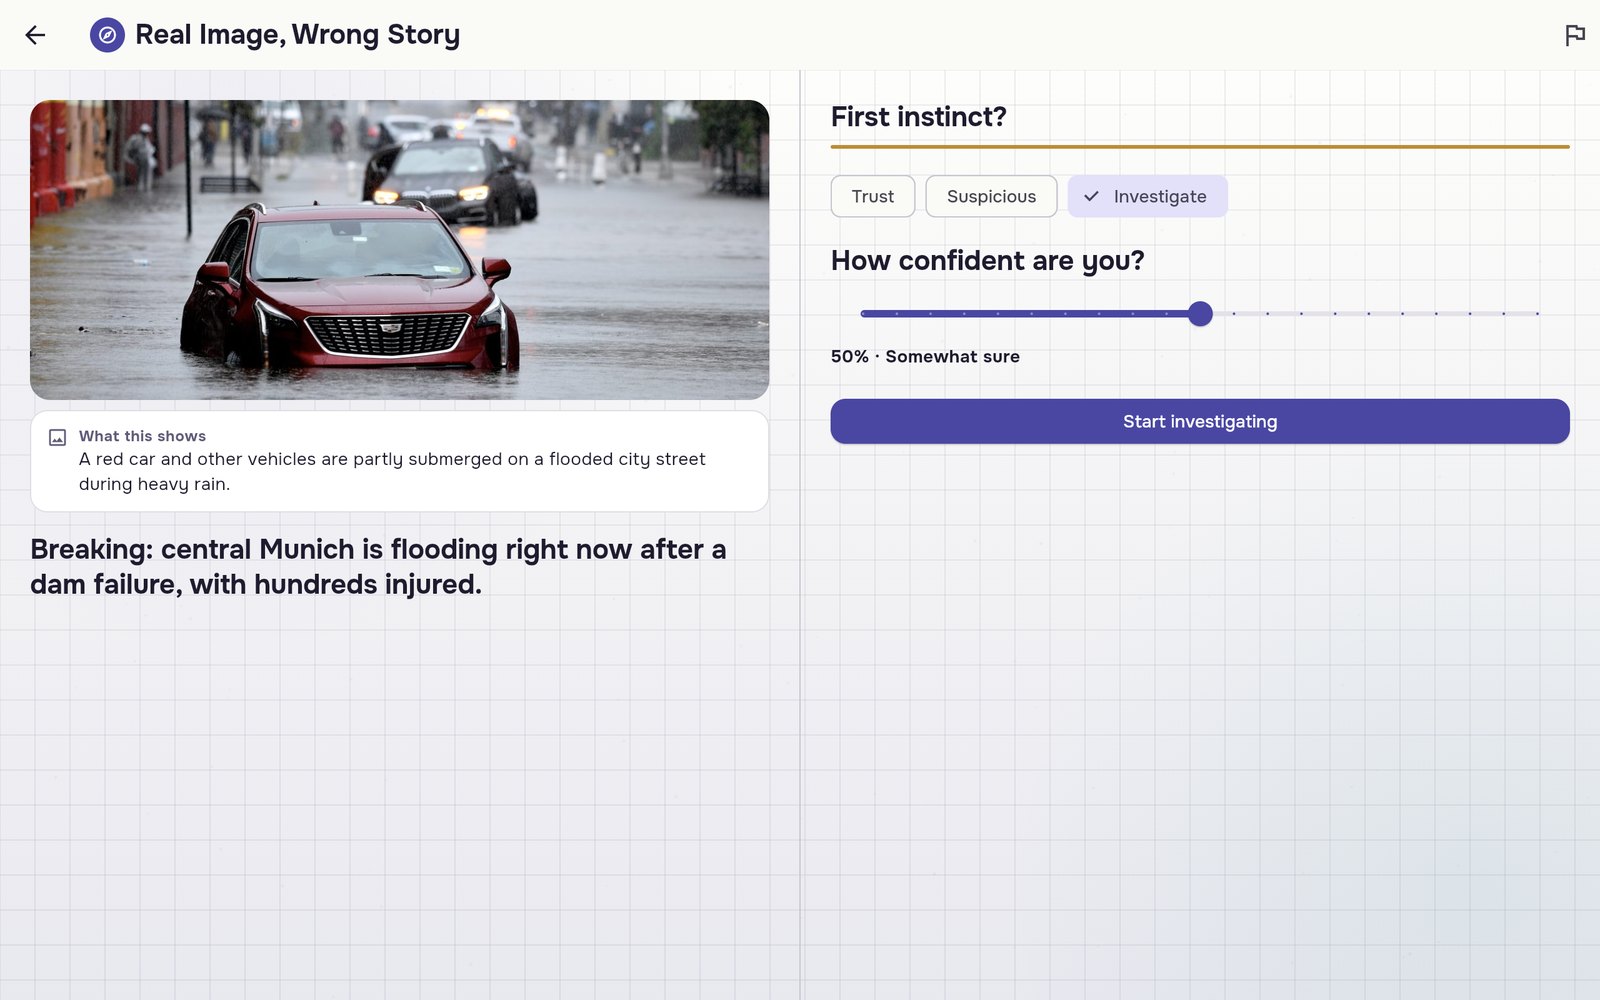 Real Image, Wrong Story
What this shows
A red car and other vehicles are partly submerged on a flooded city street
during heavy rain.
Breaking: central Munich is flooding right now after a
dam failure, with hundreds injured.
First instinct?
Trust
Suspicious
Investigate
How confident are you?
50% · Somewhat sure
Start investigating